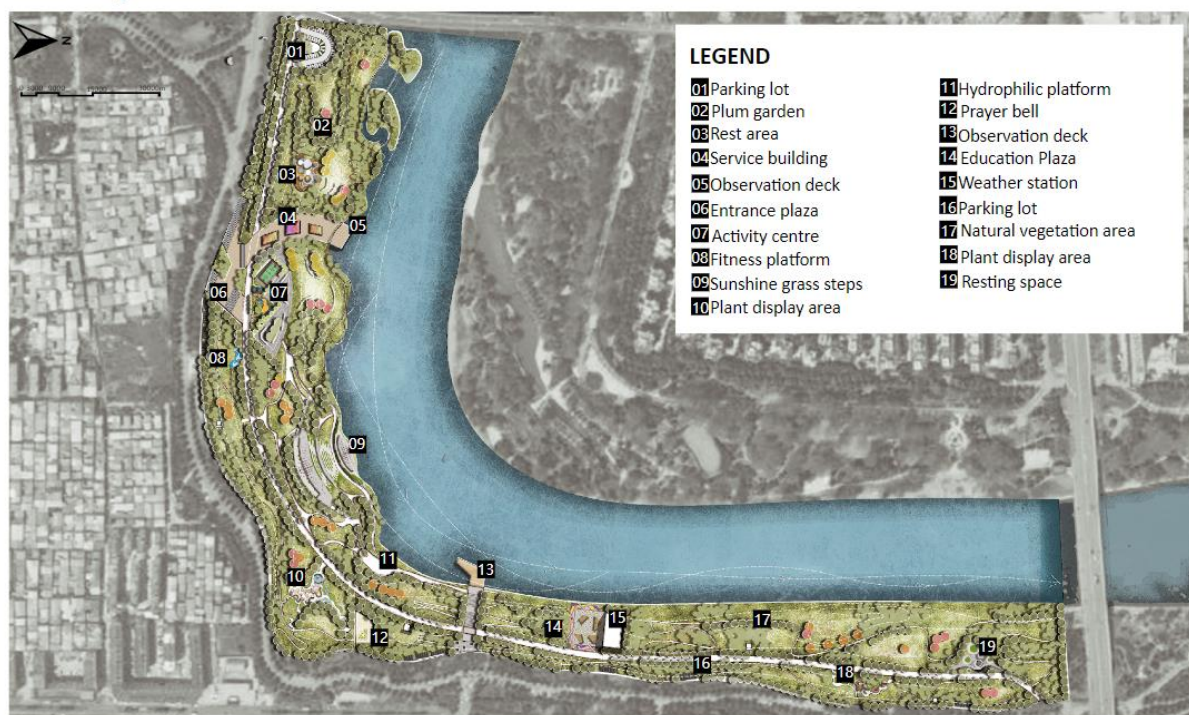 N
LEGEND
01 Parking lot
02 Plum garden
03 Rest area
04 Service building
05 Observation deck
06 Entrance plaza
07 Activity centre
08 Fitness platform
09 Sunshine grass steps
10 Plant display area
11 Hydrophilic platform
12 Prayer bell
13 Observation deck
14 Education Plaza
15 Weather station
16 Parking lot
17 Natural vegetation area
18 Plant display area
19 Resting space
01
02
03
04
05
06
07
08
09
10
11
12
13
14
15
16
17
18
19